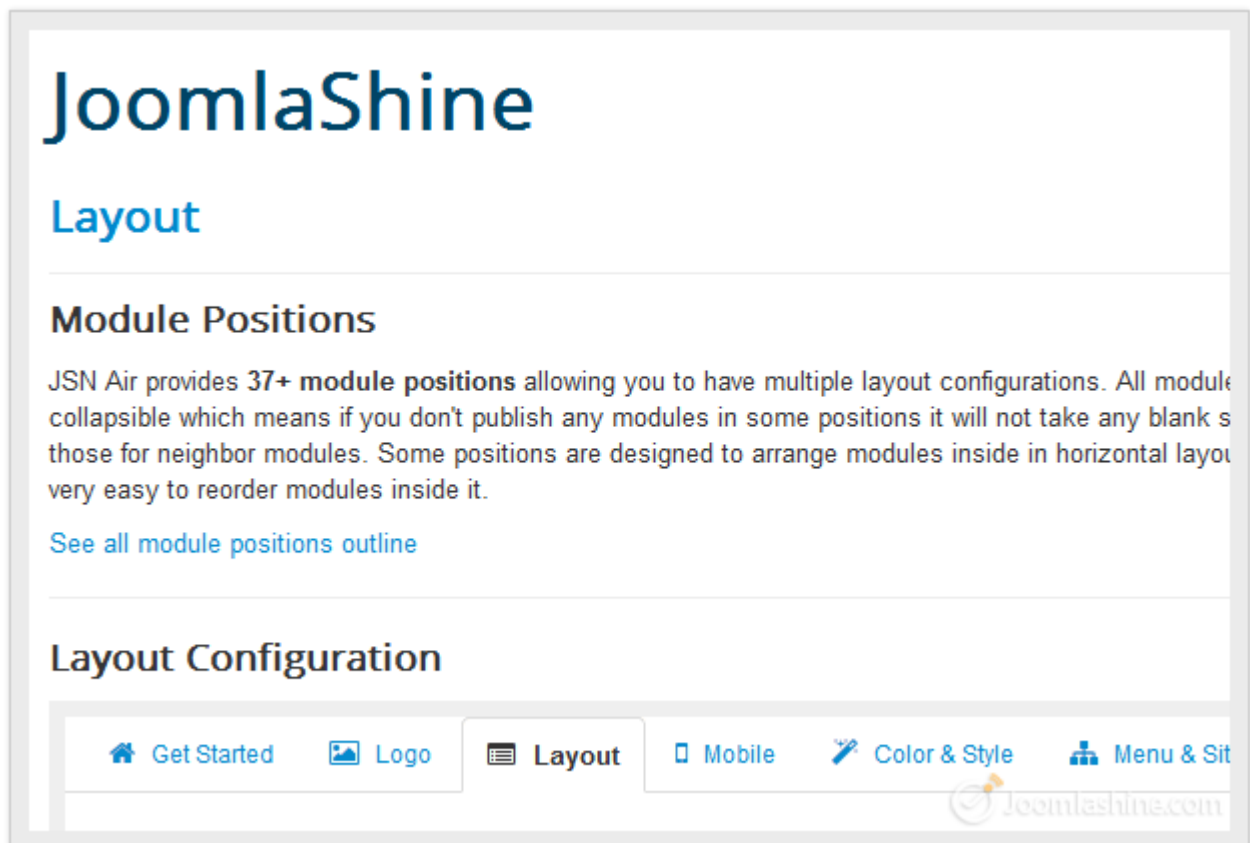 JoomlaShine
Layout
Module Positions
JSN Air provides 37+ module positions allowing you to have multiple layout configurations. All module
collapsible which means if you don't publish any modules in some positions it will not take any blank s
those for neighbor modules. Some positions are designed to arrange modules inside in horizontal layou
very easy to reorder modules inside it.
See all module positions outline
Layout Configuration
Get Started Logo Layout Mobile Color & Style Menu & Sit
Joomlashine.com